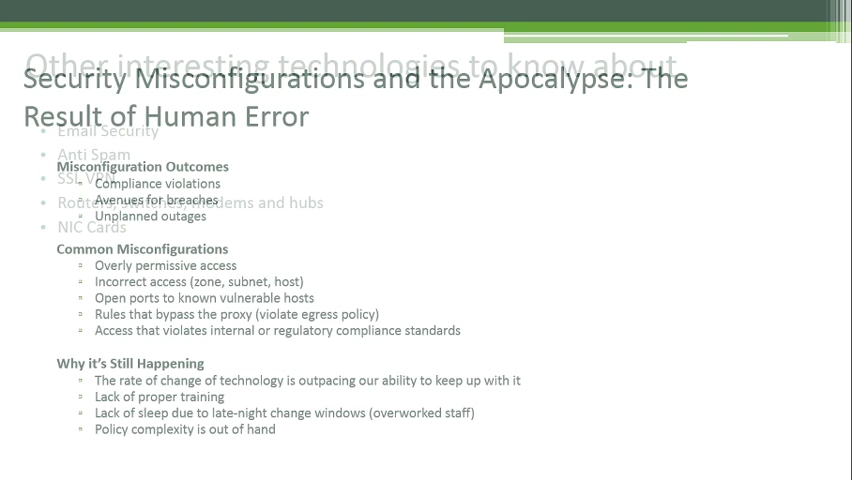 Other interesting technologies to know about
Security Misconfigurations and the Apocalypse: The
Result of Human Error
• Email Security
• Anti Spam
Misconfiguration Outcomes
• SSL VPN
▫ Compliance violations
▫ Avenues for breaches
• Routers, switches, modems and hubs
▫ Unplanned outages
• NIC Cards
Common Misconfigurations
▫ Overly permissive access
▫ Incorrect access (zone, subnet, host)
▫ Open ports to known vulnerable hosts
▫ Rules that bypass the proxy (violate egress policy)
▫ Access that violates internal or regulatory compliance standards
Why it's Still Happening
▫ The rate of change of technology is outpacing our ability to keep up with it
▫ Lack of proper training
▫ Lack of sleep due to late-night change windows (overworked staff)
▫ Policy complexity is out of hand